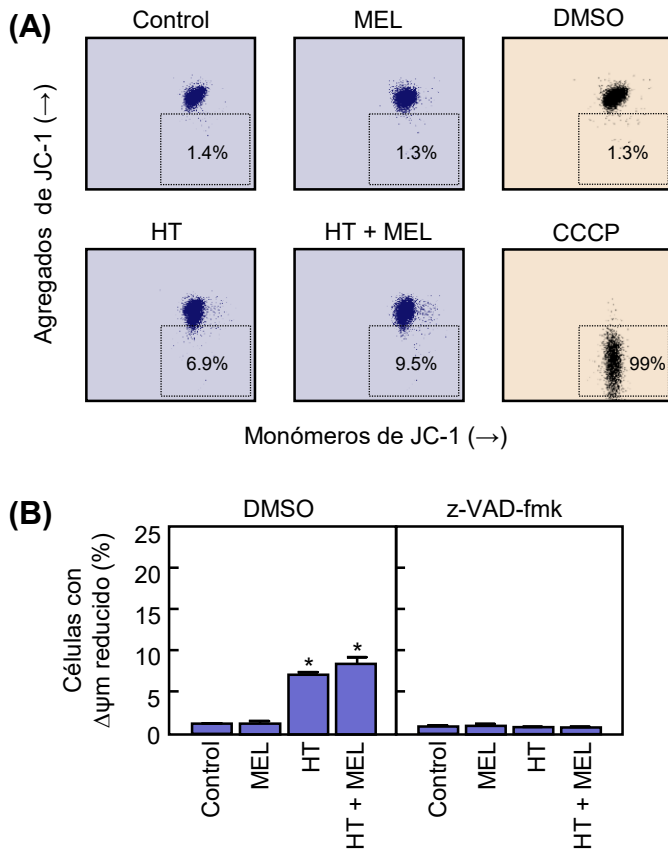 (A)
Control
MEL
DMSO
1.4%
1.3%
1.3%
HT
HT + MEL
CCCP
6.9%
9.5%
99%
Agregados de JC-1 (→)
Monómeros de JC-1 (→)
(B)
DMSO
z-VAD-fmk
Células con
Δψm reducido (%)
25
20
15
10
5
0
*
*
Control
MEL
HT
HT + MEL
Control
MEL
HT
HT + MEL